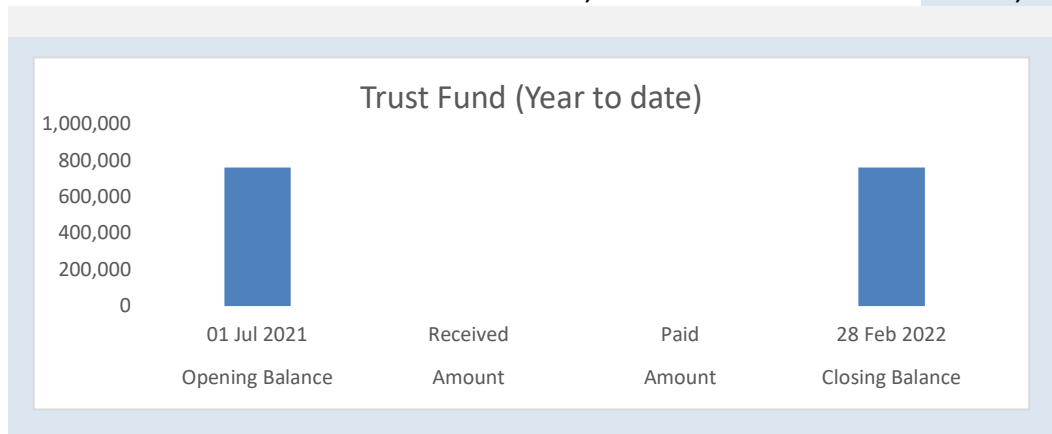 Trust Fund (Year to date)
1,000,000
800,000
600,000
400,000
200,000
0
01 Jul 2021 Received Paid 28 Feb 2022
Opening Balance Amount Amount Closing Balance